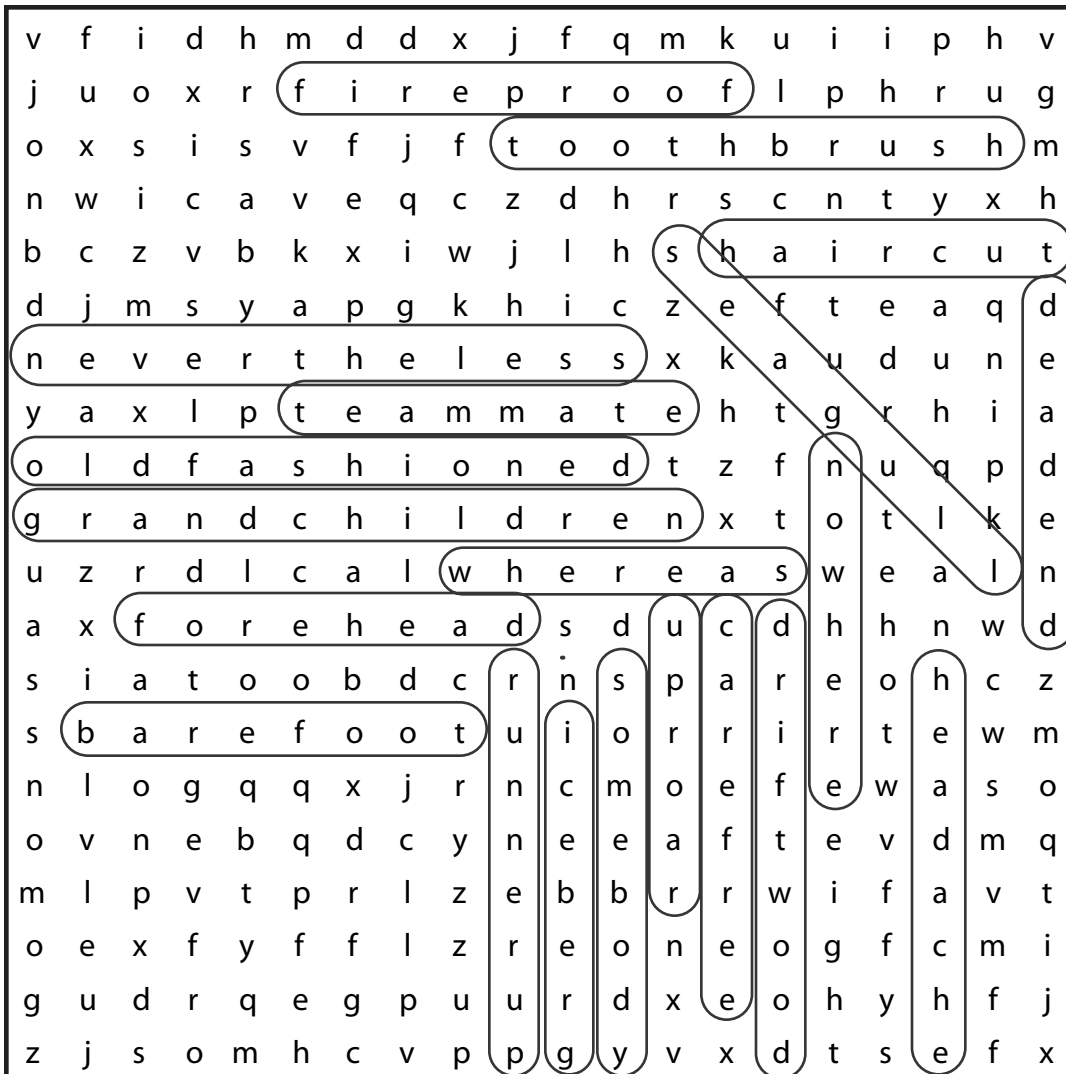 v f i d h m d d x j f q m k u i i p h v
j u o x r f i r e p r o o f l p h r u g
o x s i s v f j f t o o t h b r u s h m
n w i c a v e q c z d h r s c n t y x h
b c z v b k x i w j l h s h a i r c u t
d j m s y a p g k h i c z e f t e a q d
n e v e r t h e l e s s x k a u d u n e
y a x l p t e a m m a t e h t g r h i a
o l d f a s h i o n e d t z f n u q p d
g r a n d c h i l d r e n x t o t l k e
u z r d l c a l w h e r e a s w e a l n
a x f o r e h e a d s d u c d h h n w d
s i a t o o b d c r n s p a r e o h c z
s b a r e f o o t u i o r r i r t e w m
n l o g q q x j r n c m o e f e w a s o
o v n e b q d c y n e e a f t e v d m q
m l p v t p r l z e b b r r w i f a v t
o e x f y f f l z r e o n e o g f c m i
g u d r q e g p u u r d x e o h y h f j
z j s o m h c v p p g y v x d t s e f x